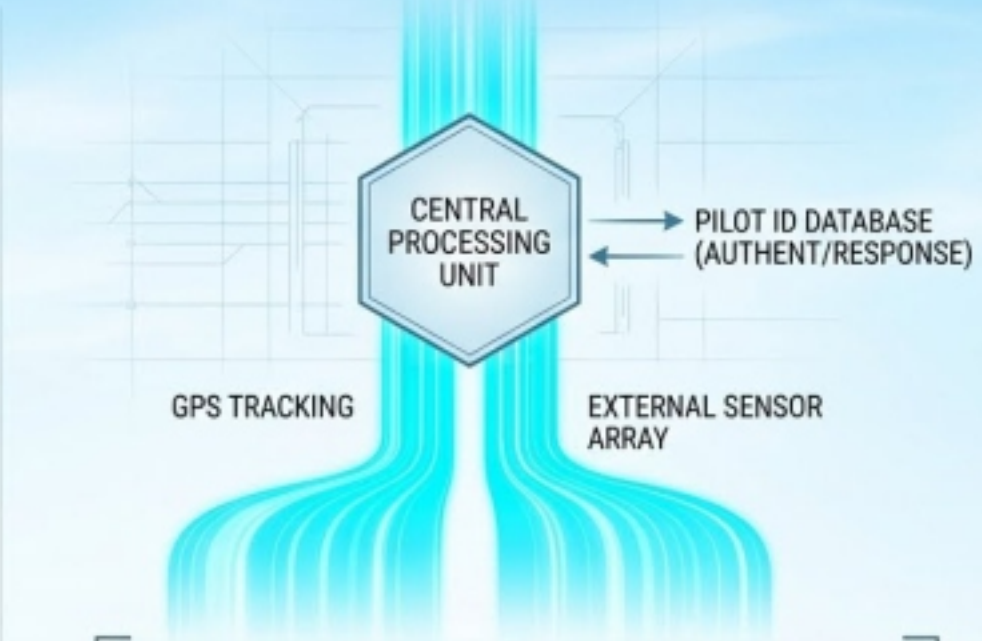 CENTRAL
PROCESSING
UNIT
PILOT ID DATABASE
(AUTHENT/RESPONSE)
GPS TRACKING
EXTERNAL SENSOR
ARRAY